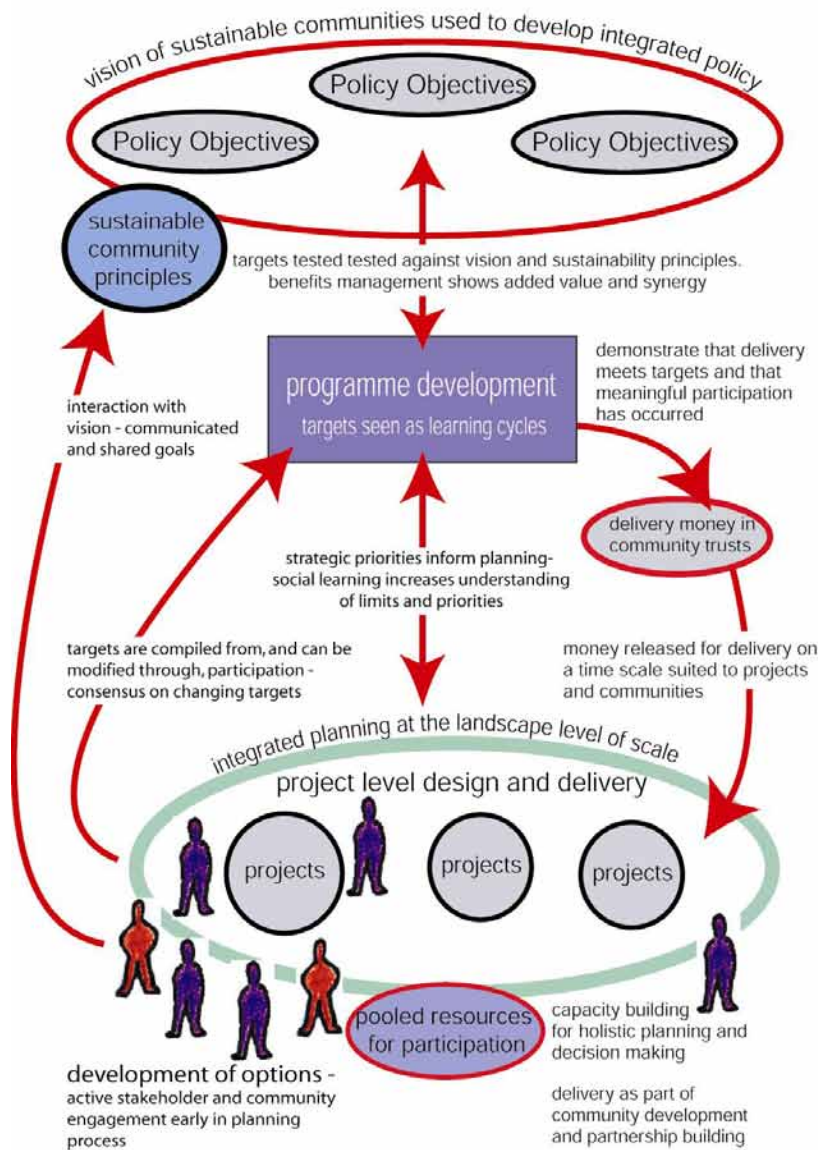 vision of sustainable communities used to develop integrated policy
Policy Objectives
Policy Objectives
Policy Objectives
sustainable
community
principles
targets tested tested against vision and sustainability principles.
benefits management shows added value and synergy
programme development
targets seen as learning cycles
demonstrate that delivery
meets targets and that
meaningful participation
has occurred
interaction with
vision - communicated
and shared goals
delivery money in
community trusts
strategic priorities inform planning-
social learning increases understanding
of limits and priorities
targets are compiled from, and can be
modified through, participation -
consensus on changing targets
money released for delivery on
a time scale suited to projects
and communities
integrated planning at the landscape level of scale
project level design and delivery
projects
projects
projects
pooled resources
for participation
capacity building
for holistic planning and
decision making
development of options -
active stakeholder and community
engagement early in planning
process
delivery as part of
community development
and partnership building